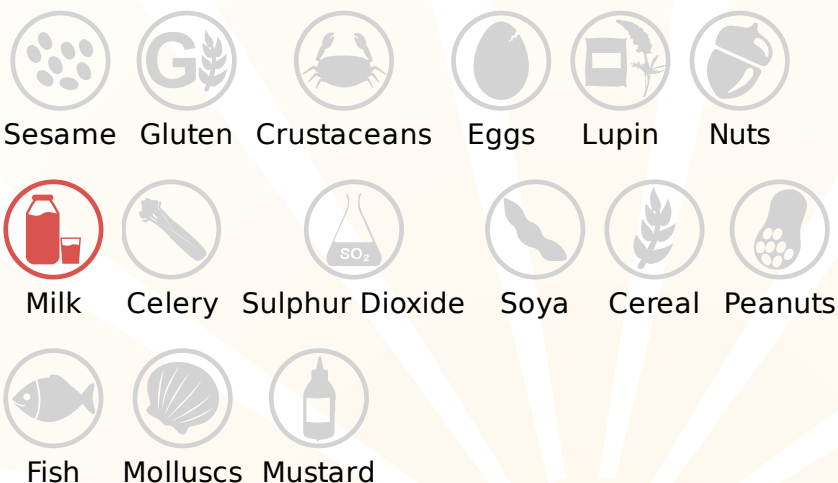 G
Sesame Gluten Crustaceans Eggs Lupin Nuts
SO₂
Milk Celery Sulphur Dioxide Soya Cereal Peanuts
Fish Molluscs Mustard